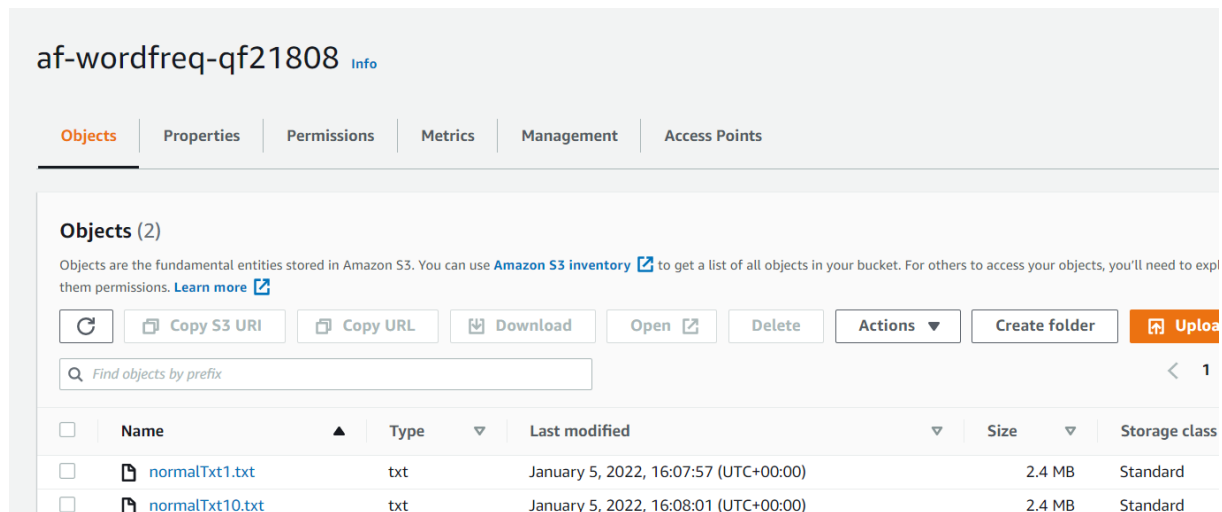 af-wordfreq-qf21808 Info
Objects Properties Permissions Metrics Management Access Points
Objects (2)
Objects are the fundamental entities stored in Amazon S3. You can use Amazon S3 inventory to get a list of all objects in your bucket. For others to access your objects, you'll need to expl
them permissions. Learn more
Copy S3 URI Copy URL Download Open Delete Actions Create folder Uploa
Find objects by prefix 1
Name Type Last modified Size Storage class
normalTxt1.txt txt January 5, 2022, 16:07:57 (UTC+00:00) 2.4 MB Standard
normalTxt10.txt txt January 5, 2022, 16:08:01 (UTC+00:00) 2.4 MB Standard